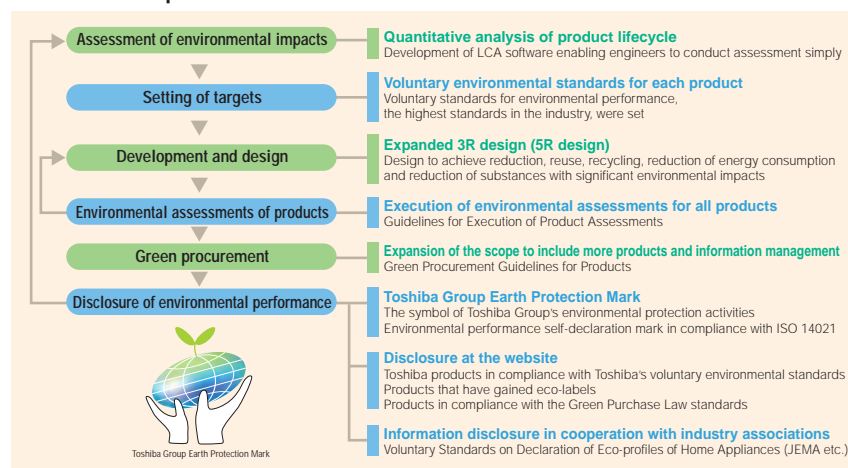 Assessment of environmental impacts
Quantitative analysis of product lifecycle
Development of LCA software enabling engineers to conduct assessment simply
Setting of targets
Voluntary environmental standards for each product
Voluntary standards for environmental performance,
the highest standards in the industry, were set
Development and design
Expanded 3R design (5R design)
Design to achieve reduction, reuse, recycling, reduction of energy consumption
and reduction of substances with significant environmental impacts
Environmental assessments of products
Execution of environmental assessments for all products
Guidelines for Execution of Product Assessments
Green procurement
Expansion of the scope to include more products and information management
Green Procurement Guidelines for Products
Disclosure of environmental performance
Toshiba Group Earth Protection Mark
The symbol of Toshiba Group's environmental protection activities
Environmental performance self-declaration mark in compliance with ISO 14021
Disclosure at the website
Toshiba products in compliance with Toshiba's voluntary environmental standards
Products that have gained eco-labels
Products in compliance with the Green Purchase Law standards
Information disclosure in cooperation with industry associations
Voluntary Standards on Declaration of Eco-profiles of Home Appliances (JEMA etc.)
Toshiba Group Earth Protection Mark